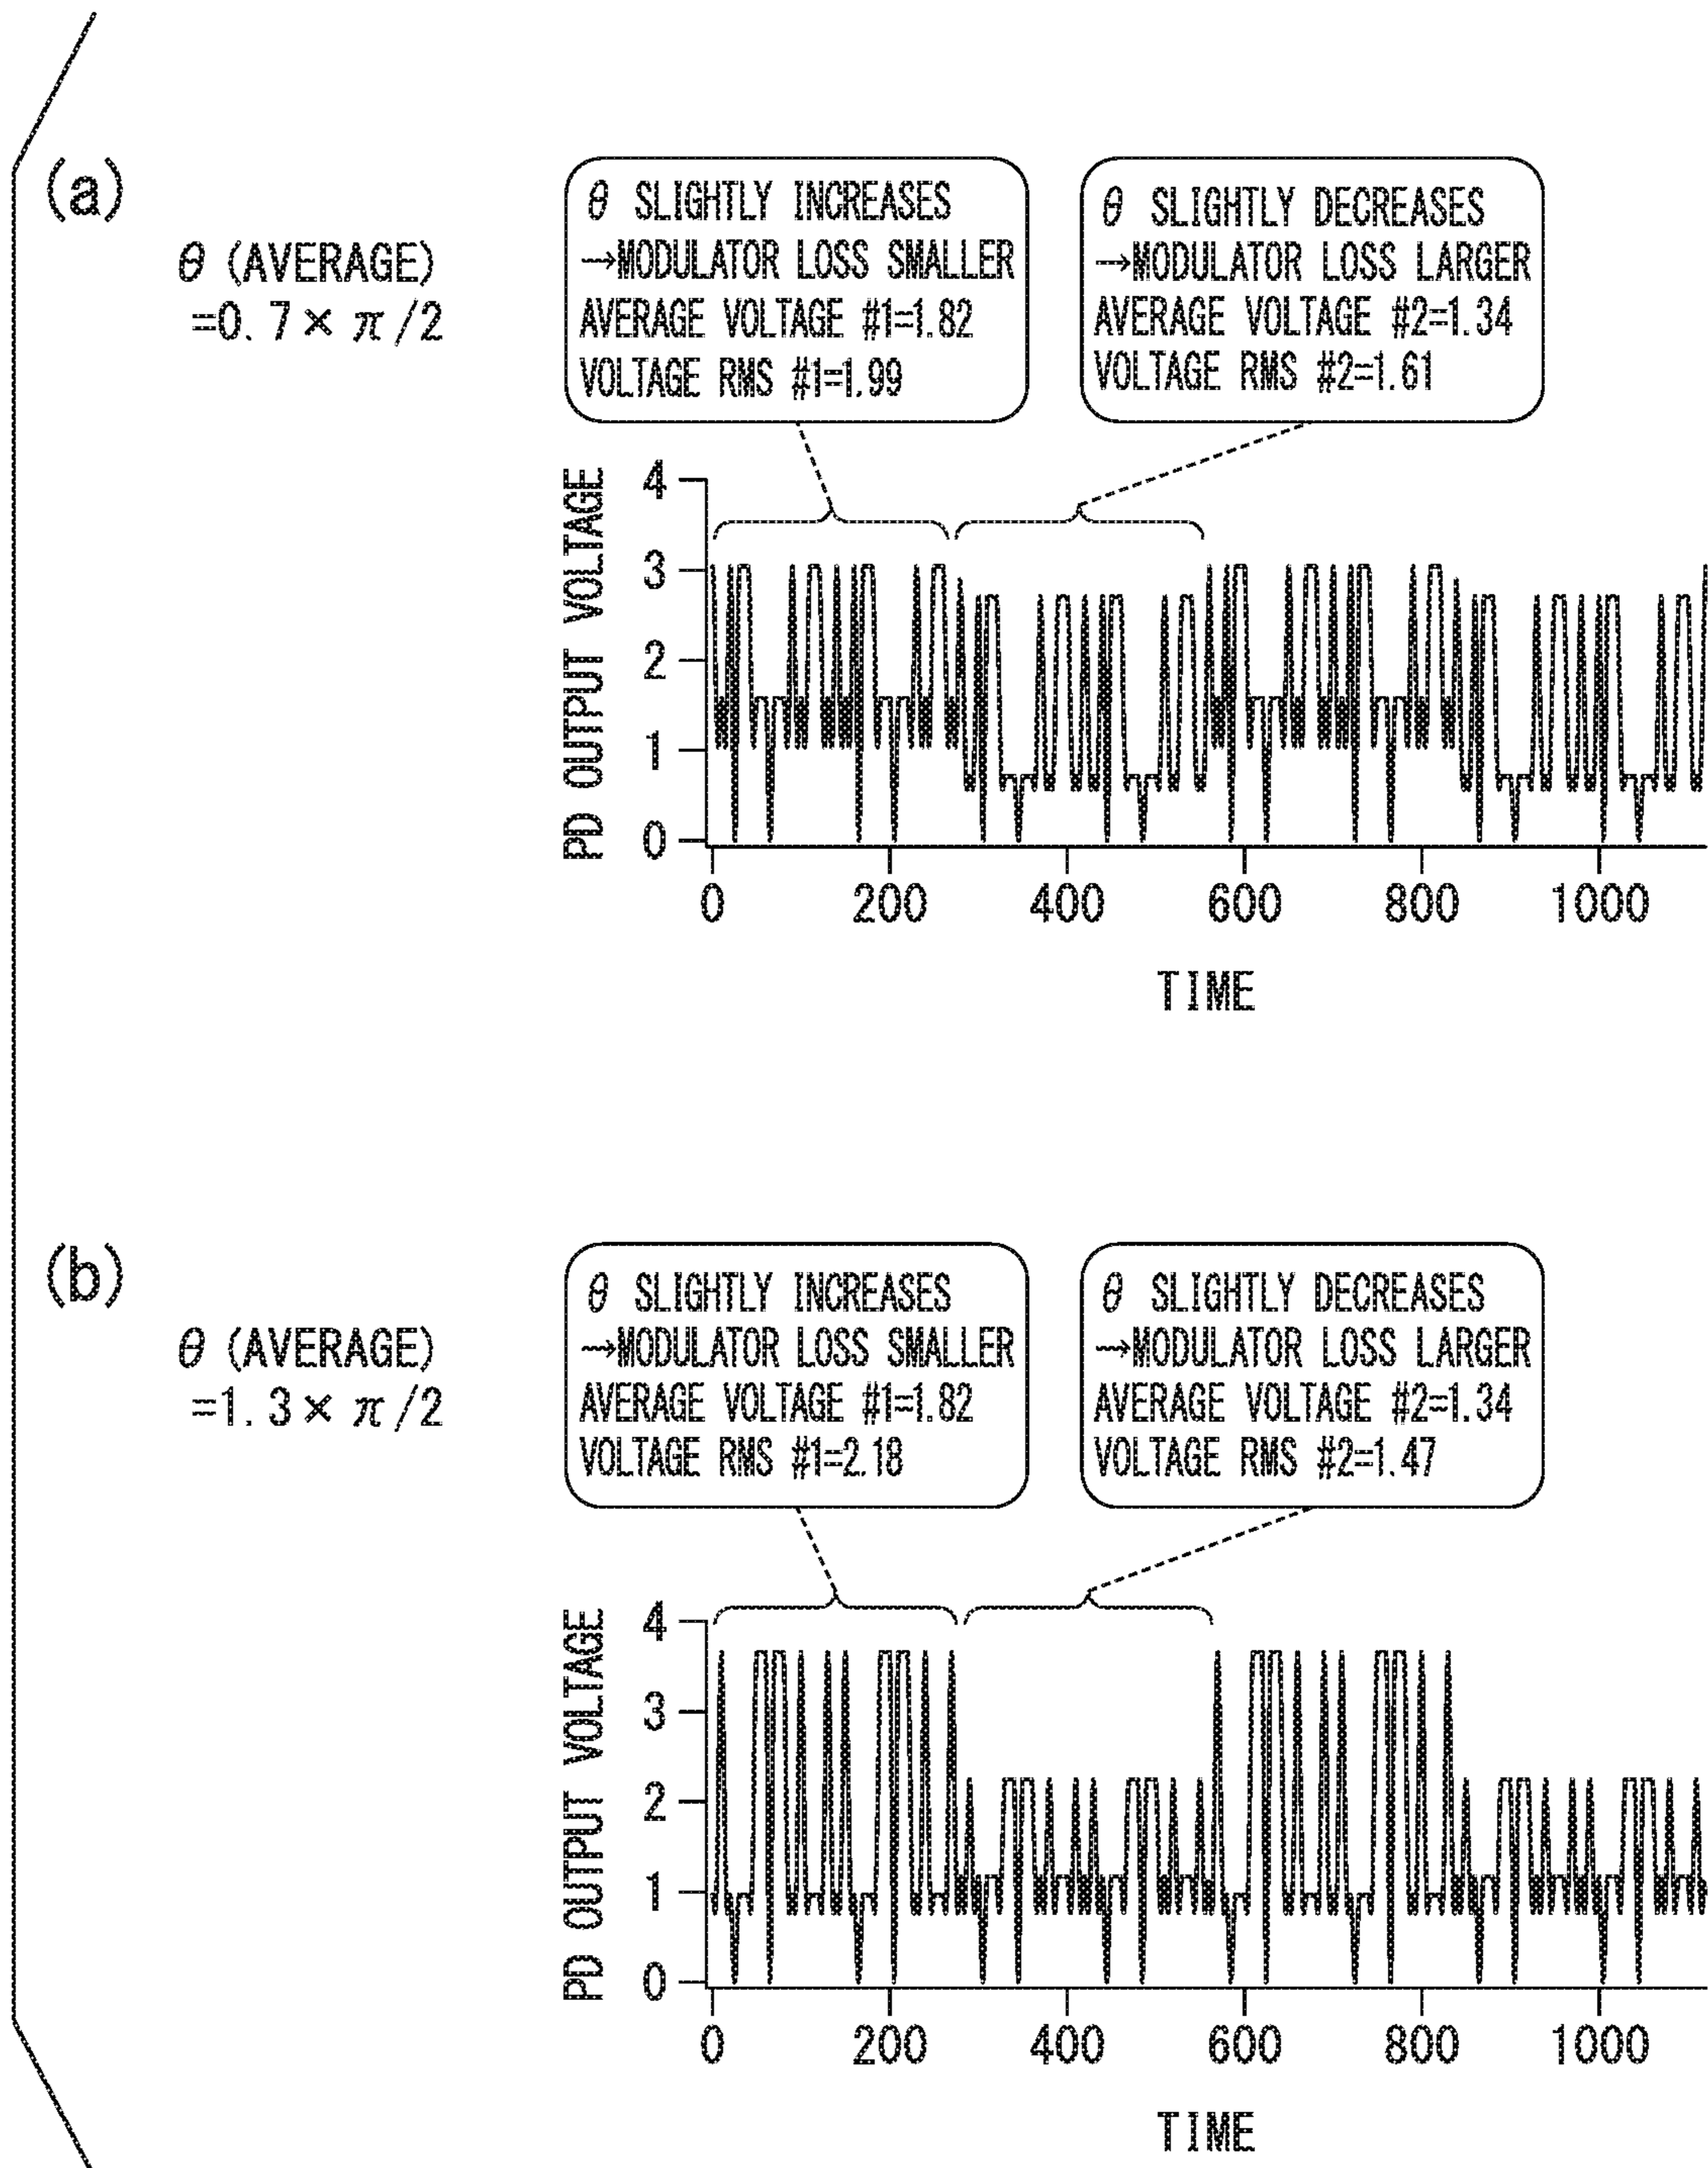 (a)
θ (AVERAGE)
=0.7×π/2
θ SLIGHTLY INCREASES
→MODULATOR LOSS SMALLER
AVERAGE VOLTAGE #1=1.82
VOLTAGE RMS #1=1.99
θ SLIGHTLY DECREASES
→MODULATOR LOSS LARGER
AVERAGE VOLTAGE #2=1.34
VOLTAGE RMS #2=1.61
PD OUTPUT VOLTAGE
4
3
2
1
0
0 200 400 600 800 1000
TIME
(b)
θ (AVERAGE)
=1.3×π/2
θ SLIGHTLY INCREASES
→MODULATOR LOSS SMALLER
AVERAGE VOLTAGE #1=1.82
VOLTAGE RMS #1=2.18
θ SLIGHTLY DECREASES
→MODULATOR LOSS LARGER
AVERAGE VOLTAGE #2=1.34
VOLTAGE RMS #2=1.47
PD OUTPUT VOLTAGE
4
3
2
1
0
0 200 400 600 800 1000
TIME